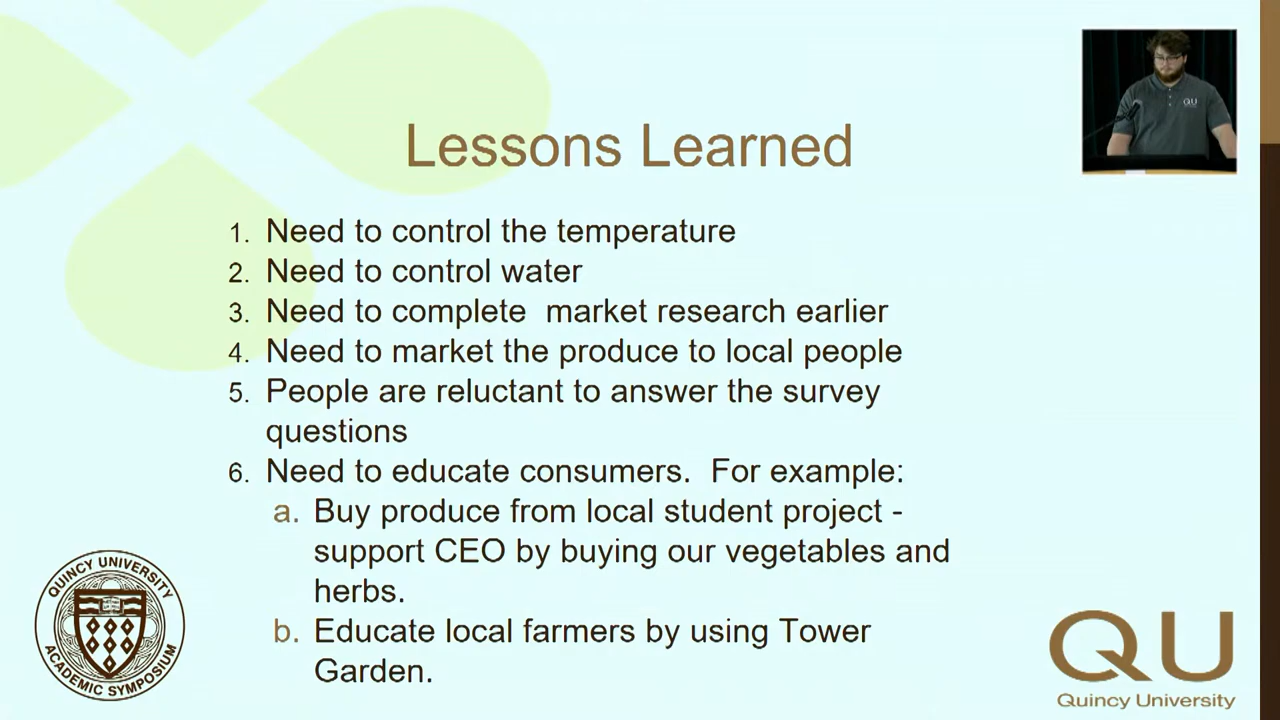 QU
Lessons Learned
1. Need to control the temperature
2. Need to control water
3. Need to complete  market research earlier
4. Need to market the produce to local people
5. People are reluctant to answer the survey
questions
6. Need to educate consumers.  For example:
a. Buy produce from local student project -
support CEO by buying our vegetables and
herbs.
b. Educate local farmers by using Tower
Garden.
QUINCY UNIVERSITY
ACADEMIC SYMPOSIUM
QU
Quincy University